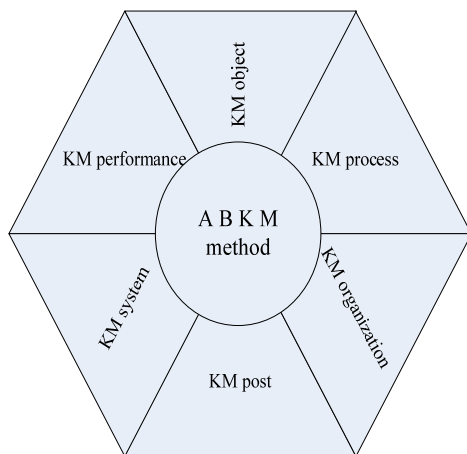 KM object
KM performance
KM process
A B K M
method
KM system
KM organization
KM post